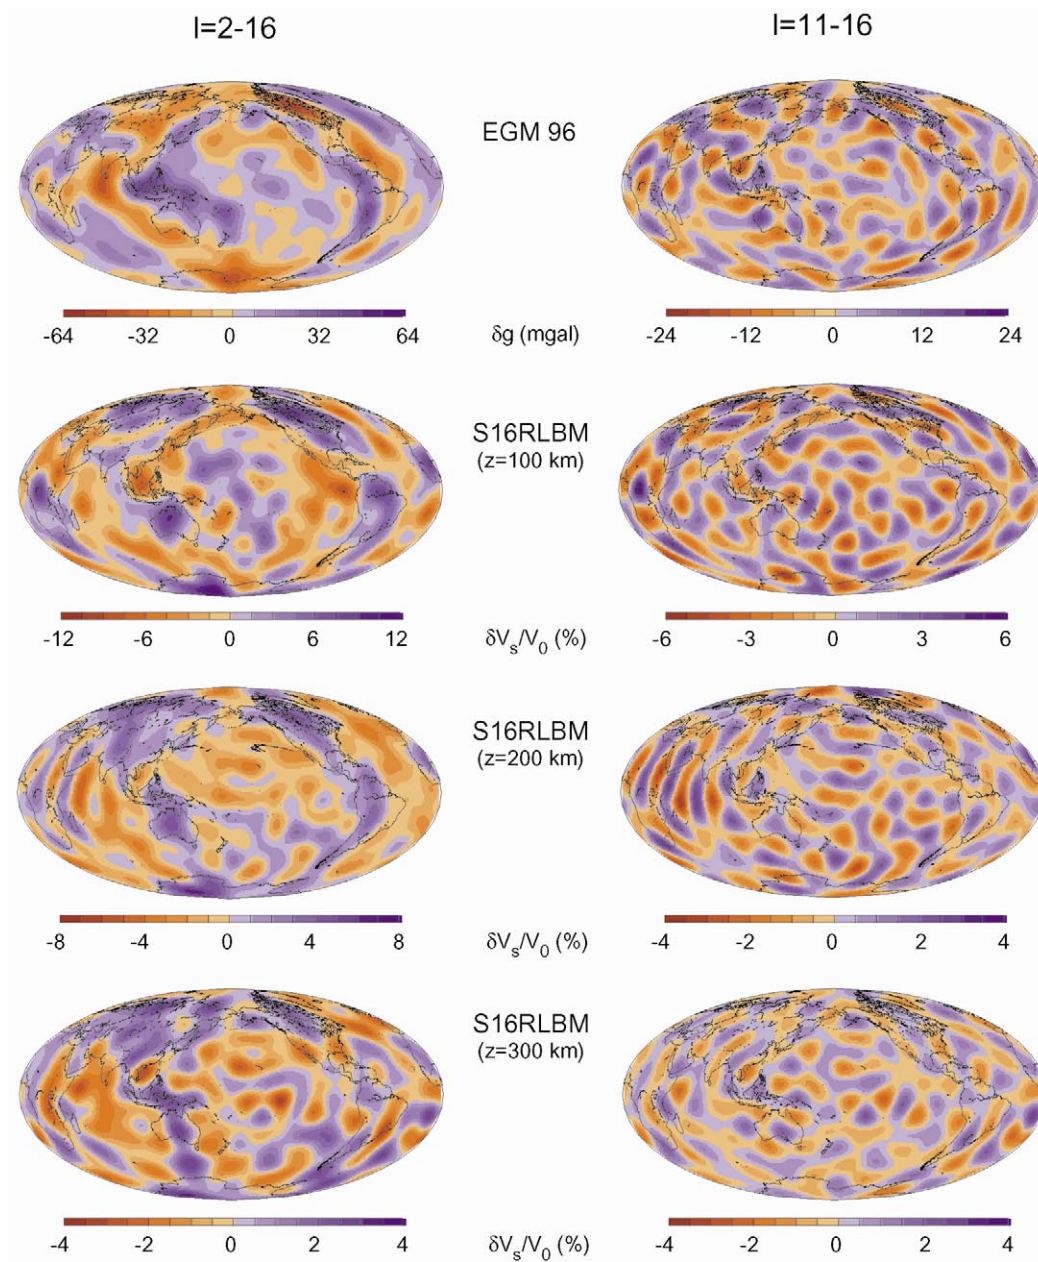 l=2-16
l=11-16
EGM 96
-64 -32 0 32 64
δg (mgal)
-24 -12 0 12 24
S16RLBM
(z=100 km)
-12 -6 0 6 12
δVs/V0 (%)
-6 -3 0 3 6
S16RLBM
(z=200 km)
-8 -4 0 4 8
δVs/V0 (%)
-4 -2 0 2 4
S16RLBM
(z=300 km)
-4 -2 0 2 4
δVs/V0 (%)
-4 -2 0 2 4